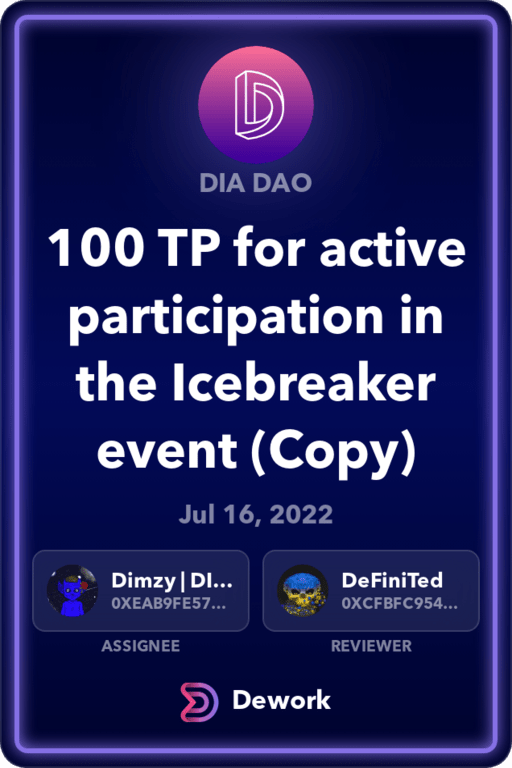 DIA DAO
100 TP for active
participation in
the Icebreaker
event (Copy)
Jul 16, 2022
Dimzy | DI...
0XEAB9FE57...
ASSIGNEE
DeFiniTed
0XCFBFC954...
REVIEWER
Dework